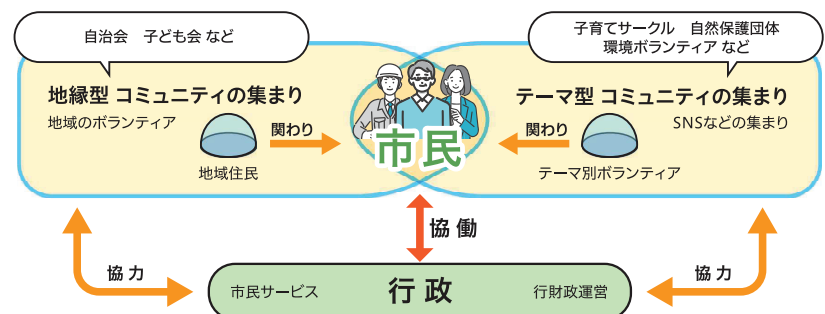 自治会　子ども会 など
子育てサークル　自然保護団体
環境ボランティア など
地縁型 コミュニティの集まり
地域のボランティア
関わり
地域住民
市民
テーマ型 コミュニティの集まり
SNSなどの集まり
関わり
テーマ別ボランティア
協働
協力
協力
市民サービス
行政
行財政運営